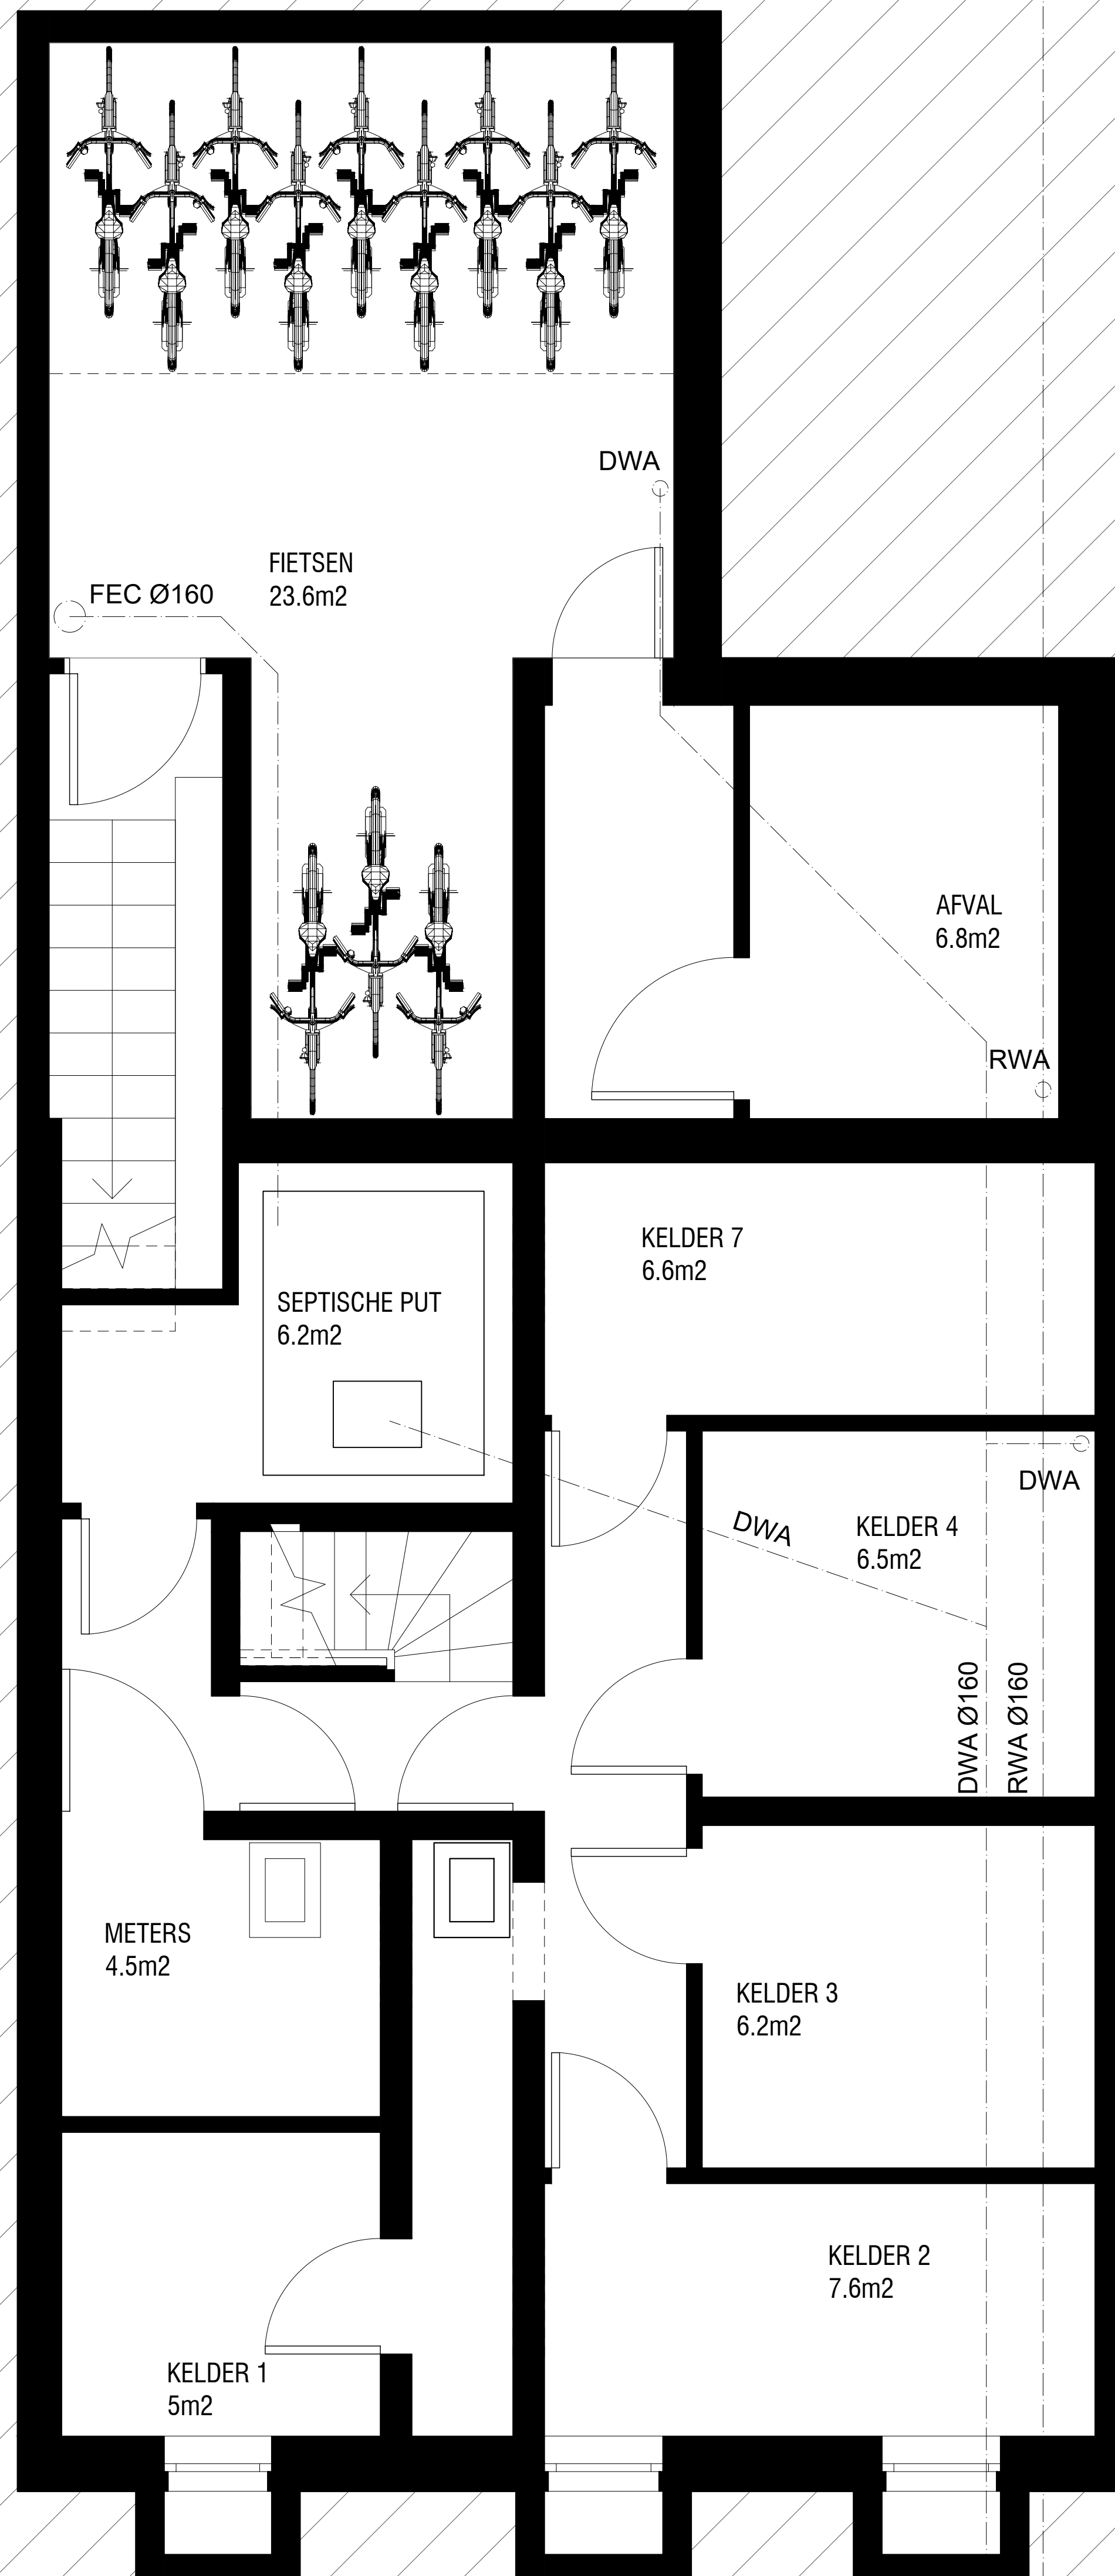 DWA
FIETSEN
23.6m2
FEC Ø160
AFVAL
6.8m2
RWA
KELDER 7
6.6m2
SEPTISCHE PUT
6.2m2
DWA
DWA
KELDER 4
6.5m2
DWA Ø160
RWA Ø160
METERS
4.5m2
KELDER 3
6.2m2
KELDER 2
7.6m2
KELDER 1
5m2